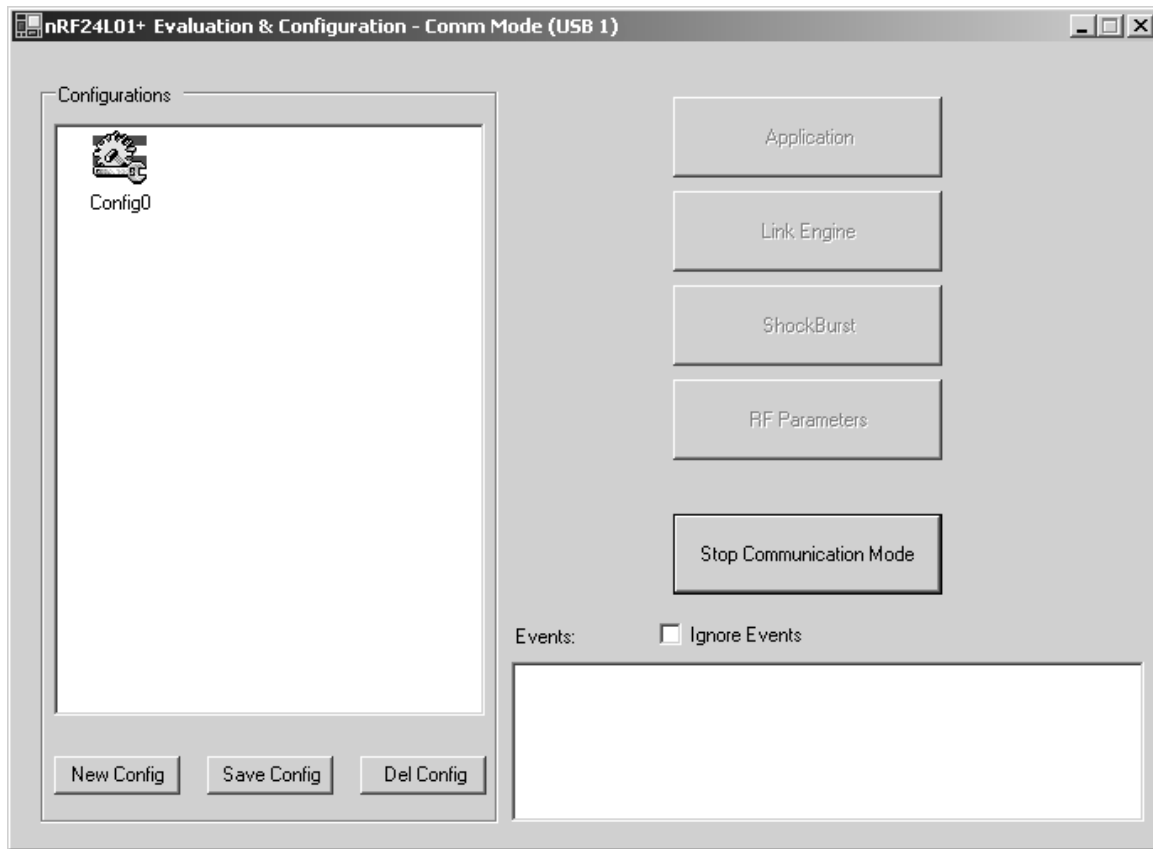 nRF24L01+ Evaluation & Configuration - Comm Mode (USB 1)
Configurations
Config0
New Config
Save Config
Del Config
Application
Link Engine
ShockBurst
RF Parameters
Stop Communication Mode
Events:
Ignore Events